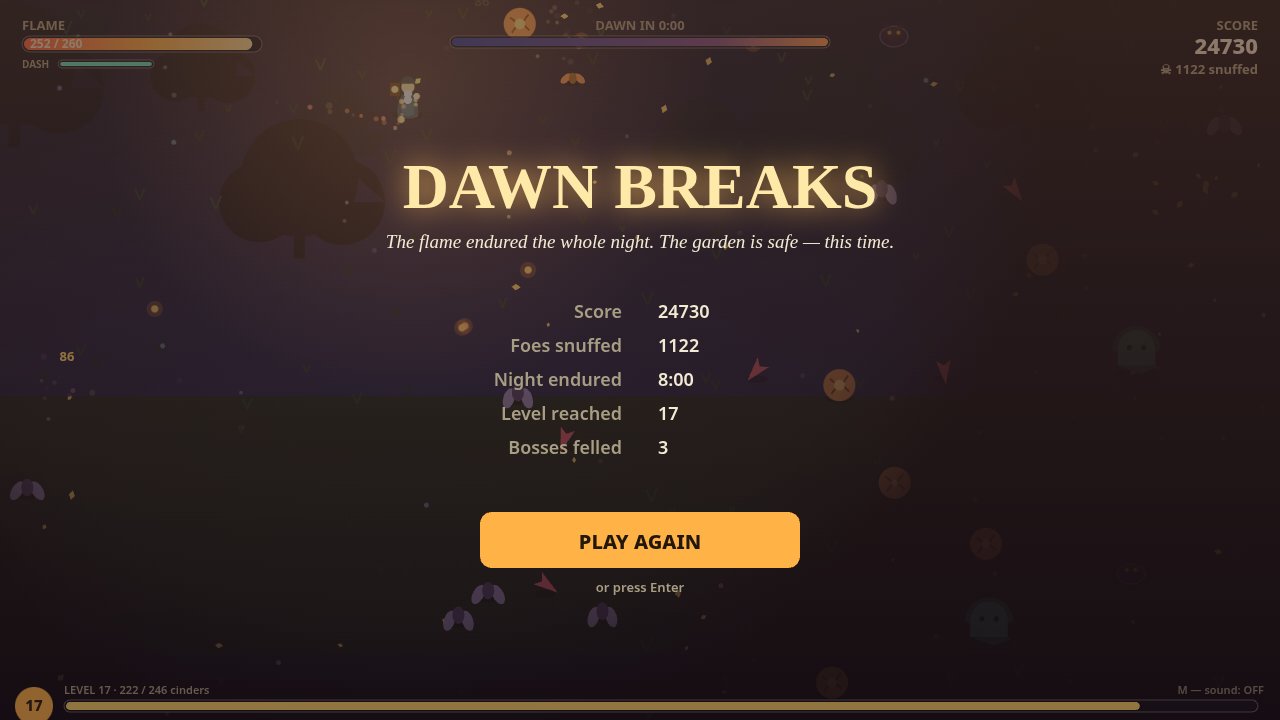 FLAME
252 / 260
DASH
86
DAWN IN 0:00
SCORE
24730
☠ 1122 snuffed
DAWN BREAKS
The flame endured the whole night. The garden is safe — this time.
Score 24730
Foes snuffed 1122
Night endured 8:00
Level reached 17
Bosses felled 3
86
PLAY AGAIN
or press Enter
17
LEVEL 17 · 222 / 246 cinders
M — sound: OFF